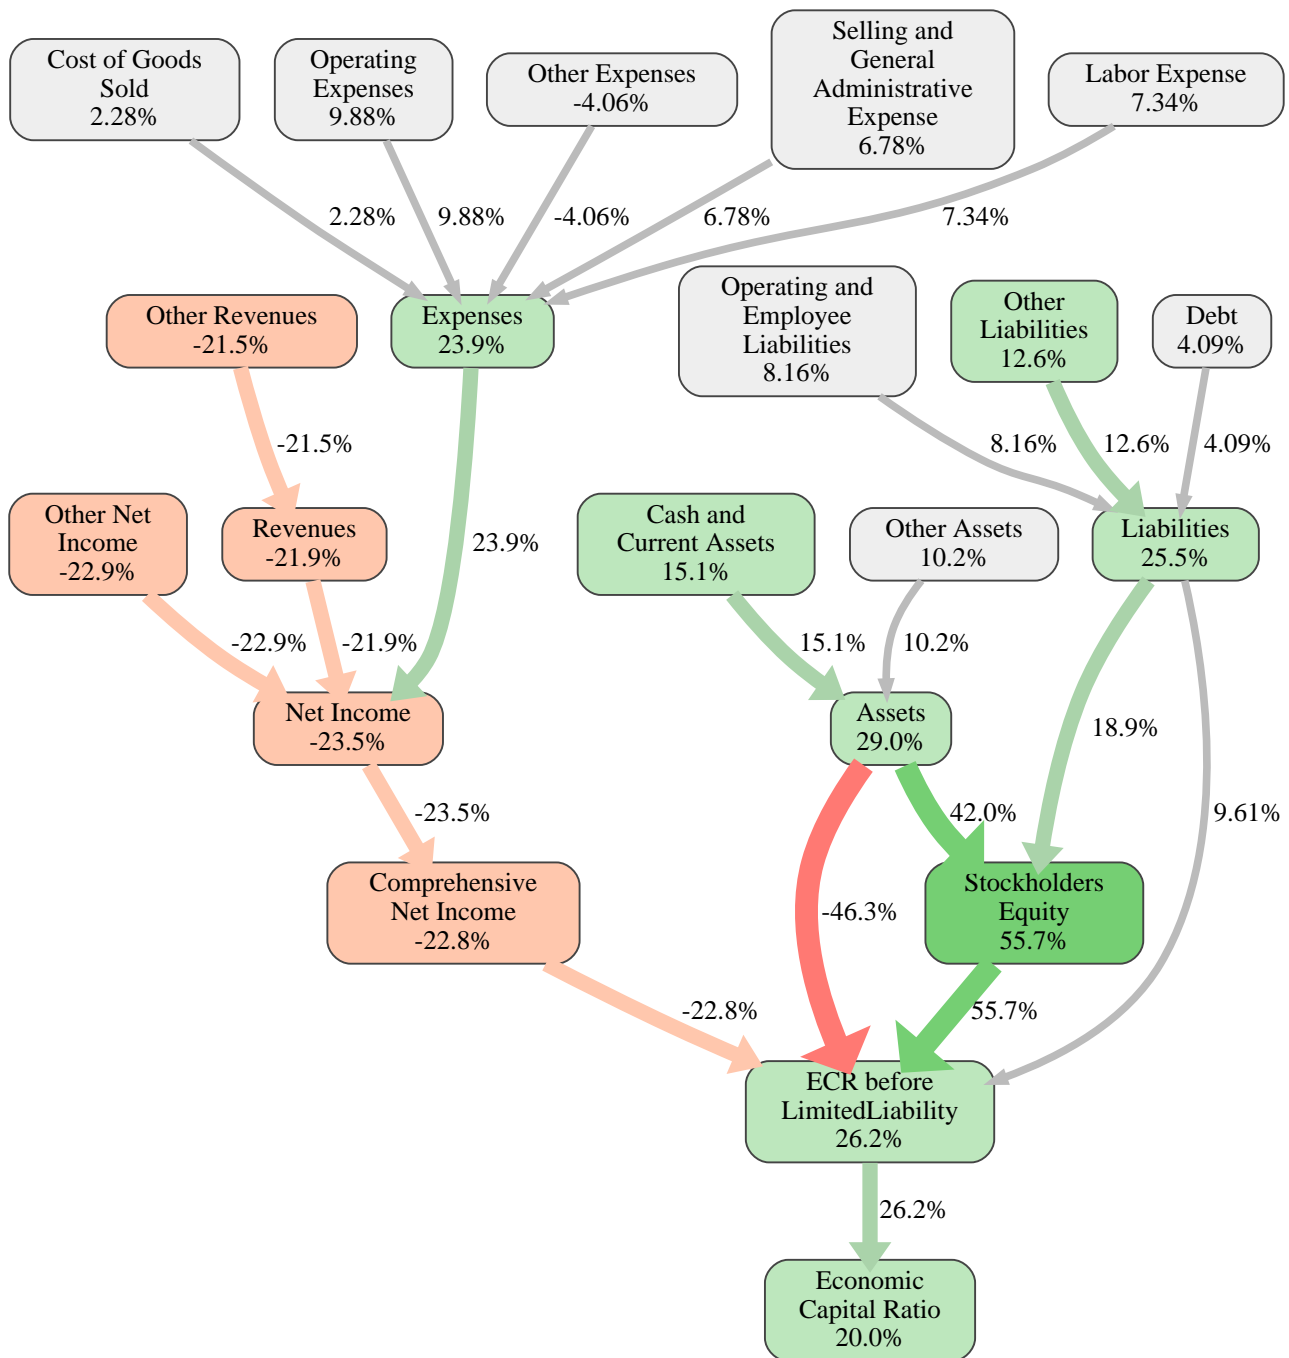 Cost of Goods
Sold
2.28%
Operating
Expenses
9.88%
Other Expenses
-4.06%
Selling and
General
Administrative
Expense
6.78%
Labor Expense
7.34%
2.28%
9.88%
-4.06%
6.78%
7.34%
Other Revenues
-21.5%
Expenses
23.9%
Operating and
Employee
Liabilities
8.16%
Other
Liabilities
12.6%
Debt
4.09%
-21.5%
8.16%
12.6%
4.09%
Other Net
Income
-22.9%
Revenues
-21.9%
23.9%
Cash and
Current Assets
15.1%
Other Assets
10.2%
Liabilities
25.5%
-22.9%
-21.9%
15.1%
10.2%
Net Income
-23.5%
Assets
29.0%
18.9%
-23.5%
42.0%
9.61%
Comprehensive
Net Income
-22.8%
-46.3%
Stockholders
Equity
55.7%
-22.8%
55.7%
ECR before
LimitedLiability
26.2%
26.2%
Economic
Capital Ratio
20.0%